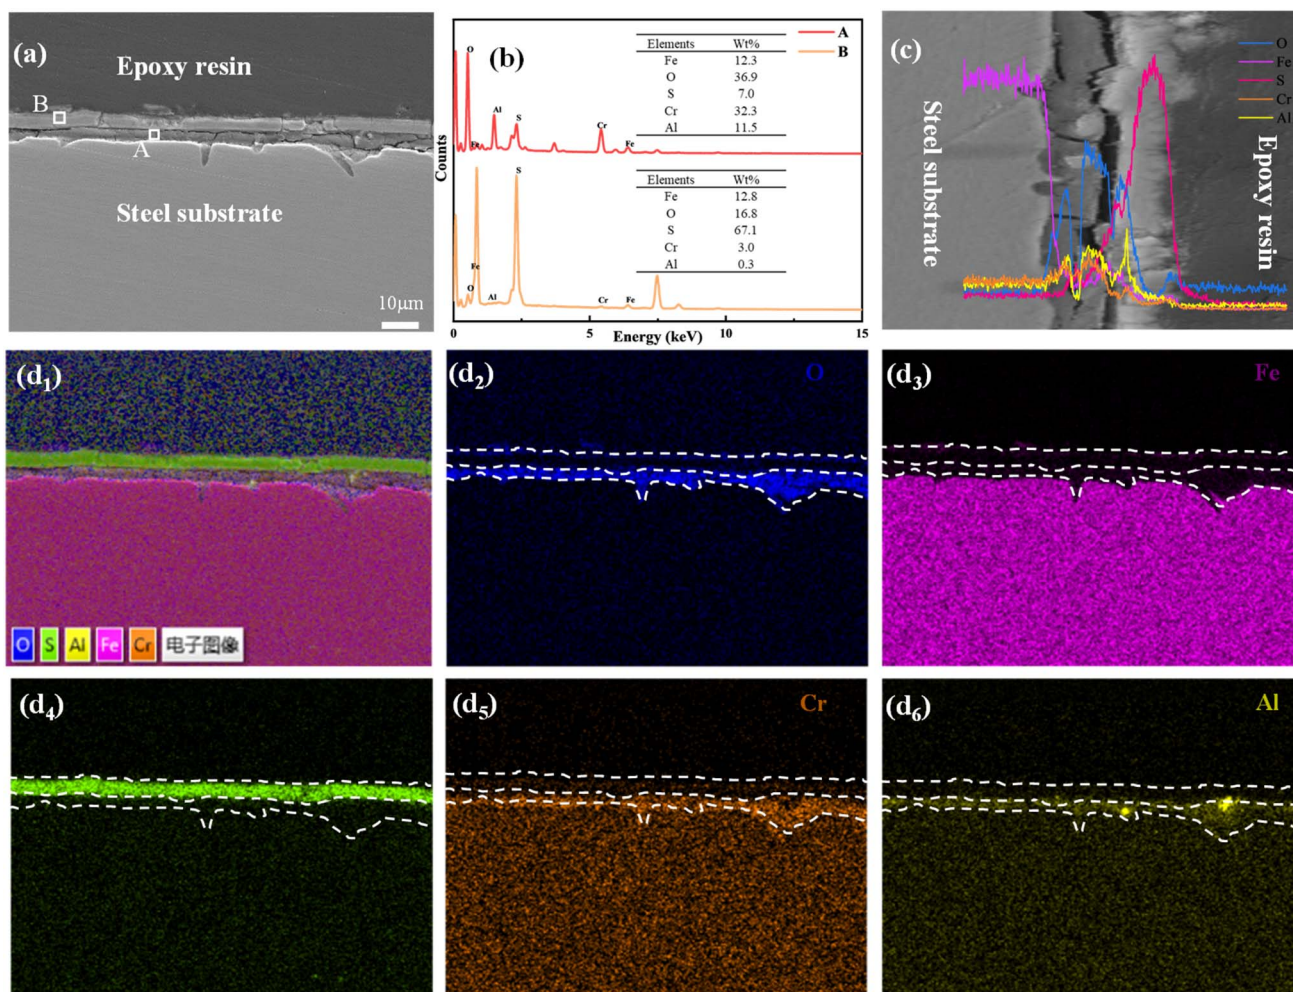 (a)
Epoxy resin
B
A
Steel substrate
10μm
(b)
A
B
Counts
O
Fe
Al
S
Cr
Fe
Elements Wt%
Fe 12.3
O 36.9
S 7.0
Cr 32.3
Al 11.5
Fe
O
Al
S
Cr
Fe
Elements Wt%
Fe 12.8
O 16.8
S 67.1
Cr 3.0
Al 0.3
0 5 10 15
Energy (keV)
(c)
O
Fe
S
Cr
Al
Steel substrate
Epoxy resin
(d1)
O S Al Fe Cr 电子图像
(d2)
O
(d3)
Fe
(d4)
(d5)
Cr
(d6)
Al